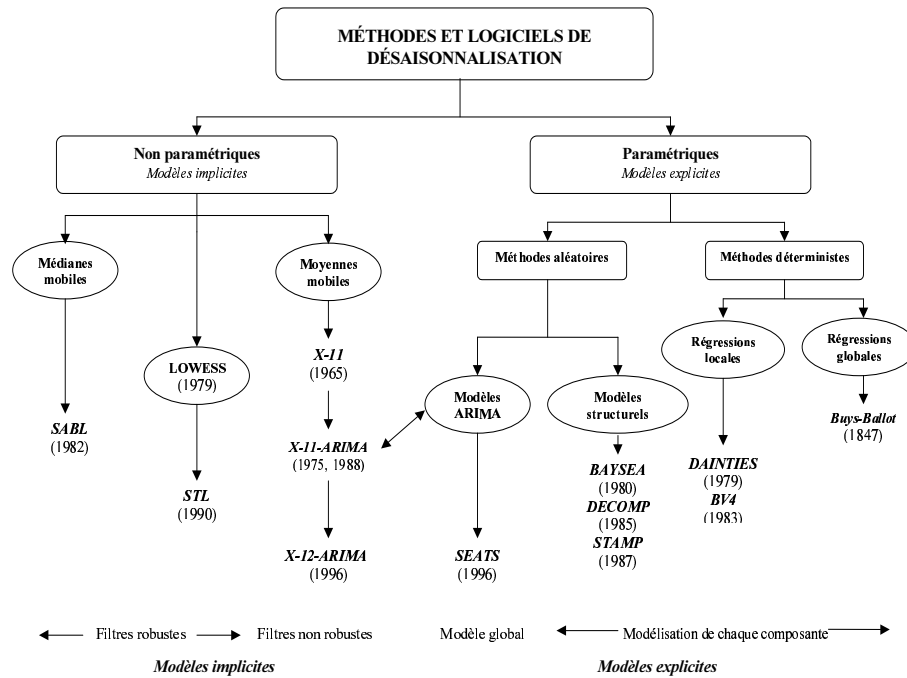 MÉTHODES ET LOGICIELS DE
DÉSAISONNALISATION
Non paramétriques
Modèles implicites
Paramétriques
Modèles explicites
Médianes
mobiles
Moyennes
mobiles
Méthodes aléatoires
Méthodes déterministes
LOWESS
(1979)
X-11
(1965)
Modèles
ARIMA
Modèles
structurels
Régressions
locales
Régressions
globales
SABL
(1982)
X-11-ARIMA
(1975, 1988)
Buys-Ballot
(1847)
STL
(1990)
BAYSEA
(1980)
DECOMP
(1985)
STAMP
(1987)
DAINTIES
(1979)
BV4
(1983)
X-12-ARIMA
(1996)
SEATS
(1996)
Filtres robustes
Filtres non robustes
Modèle global
Modélisation de chaque composante
Modèles implicites
Modèles explicites